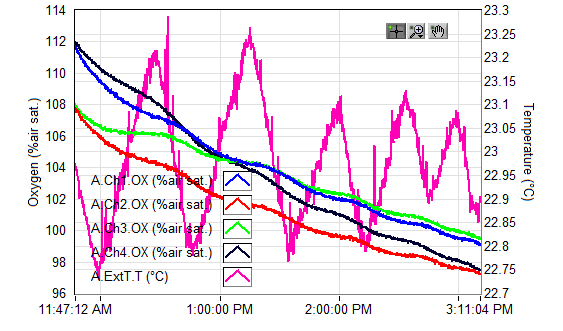 114
112
110
108
106
104
102
100
98
96
Oxygen (%air sat.)
23.3
23.25
23.2
23.15
23.1
23.05
23
22.95
22.9
22.85
22.8
22.75
22.7
Temperature (°C)
A.Ch1.OX (%air sat.)
A.Ch2.OX (%air sat.)
A.Ch3.OX (%air sat.)
A.Ch4.OX (%air sat.)
A.ExtT.T (°C)
11:47:12 AM 1:00:00 PM 2:00:00 PM 3:11:04 PM